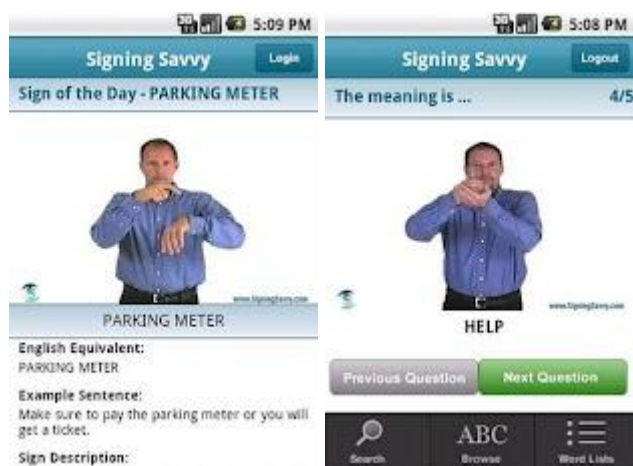 5:09 PM
Signing Savvy Login
Sign of the Day - PARKING METER
www.SigningSavvy.com
PARKING METER
English Equivalent:
PARKING METER
Example Sentence:
Make sure to pay the parking meter or you will
get a ticket.
Sign Description:
5:08 PM
Signing Savvy Logout
The meaning is ... 4/5
www.SigningSavvy.com
HELP
Previous Question Next Question
ABC
Search Browse Word Lists